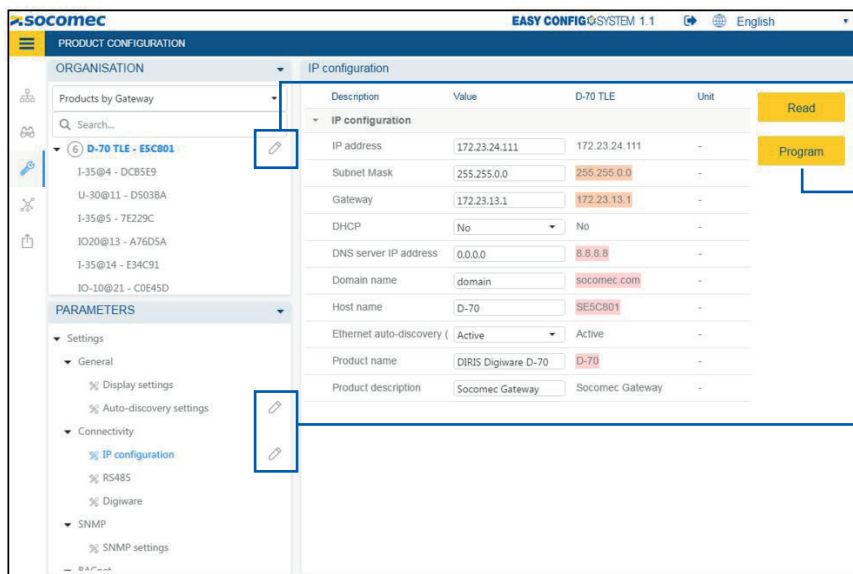 socomec
EASY CONFIG SYSTEM 1.1 English
PRODUCT CONFIGURATION
ORGANISATION
Products by Gateway
Search...
6 D-70 TLE - E5C801
I-35@4 - DCB5E9
U-30@11 - D503BA
I-35@5 - 7E229C
IO20@13 - A76D5A
I-35@14 - E34C91
IO-10@21 - C0E45D
PARAMETERS
Settings
General
Display settings
Auto-discovery settings
Connectivity
IP configuration
RS485
Digiware
SNMP
SNMP settings
BACnet
IP configuration
Description Value D-70 TLE Unit
IP configuration
IP address 172.23.24.111 172.23.24.111 -
Subnet Mask 255.255.0.0 255.255.0.0 -
Gateway 172.23.13.1 172.23.13.1 -
DHCP No No -
DNS server IP address 0.0.0.0 8.8.8.8 -
Domain name domain socomec.com -
Host name D-70 SE5C801 -
Ethernet auto-discovery ( Active Active -
Product name DIRIS Digiware D-70 D-70 -
Product description Socomec Gateway Socomec Gateway -
Read
Program